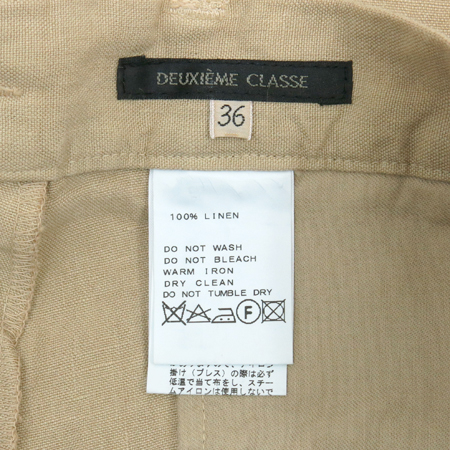 DEUXIÈME CLASSE
36
100% LINEN
DO NOT WASH
DO NOT BLEACH
WARM IRON
DRY CLEAN
DO NOT TUMBLE DRY
F
掛け(プレス)の際は必ず
低温で当て布をし、スチー
ムアイロンは使用しないで